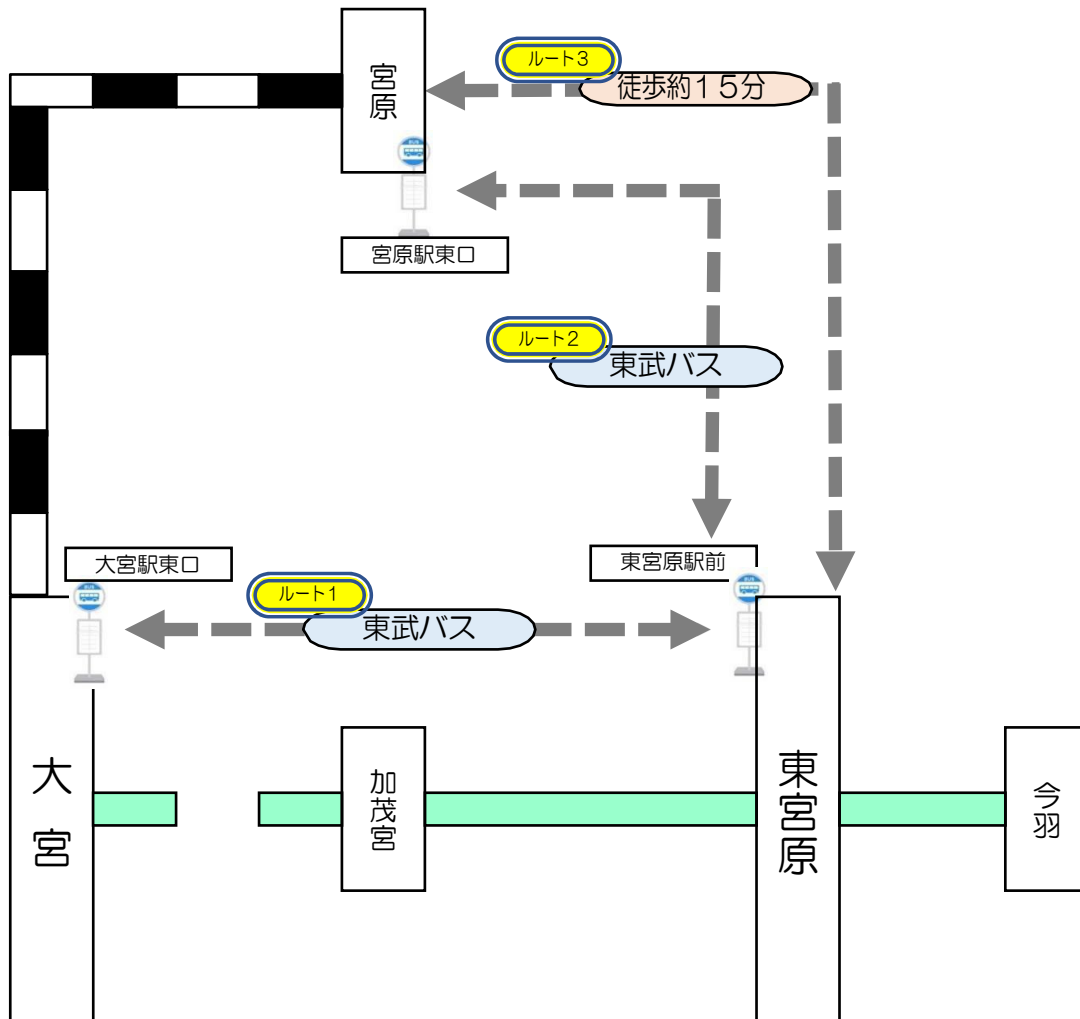 ルート3
徒歩約15分
宮原
宮原駅東口
ルート2
東武バス
大宮駅東口
東宮原駅前
ルート1
東武バス
大宮
加茂宮
東宮原
今羽